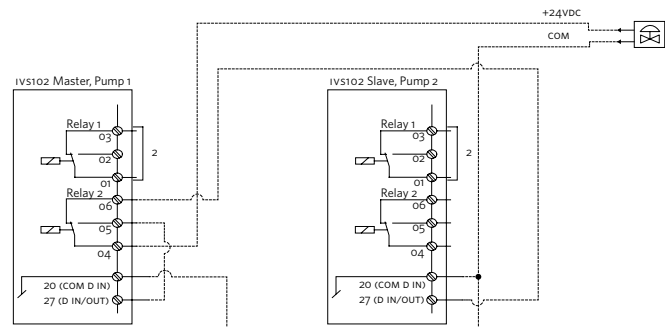 +24VDC
COM
IVS102 Master, Pump 1
IVS102 Slave, Pump 2
Relay 1
03
02
01
2
Relay 2
06
05
04
20 (COM D IN)
27 (D IN/OUT)
Relay 1
03
02
01
2
Relay 2
06
05
04
20 (COM D IN)
27 (D IN/OUT)